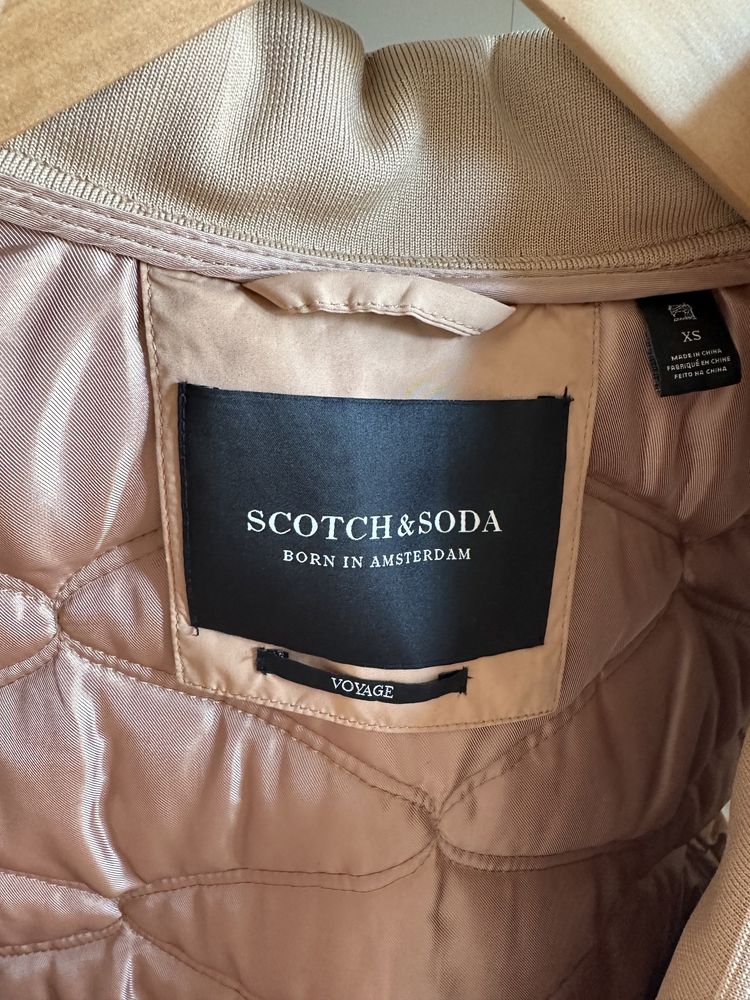 XS
MADE IN CHINA
FABRIQUÉ EN CHINE
FEITO NA CHINA
SCOTCH&SODA
BORN IN AMSTERDAM
VOYAGE